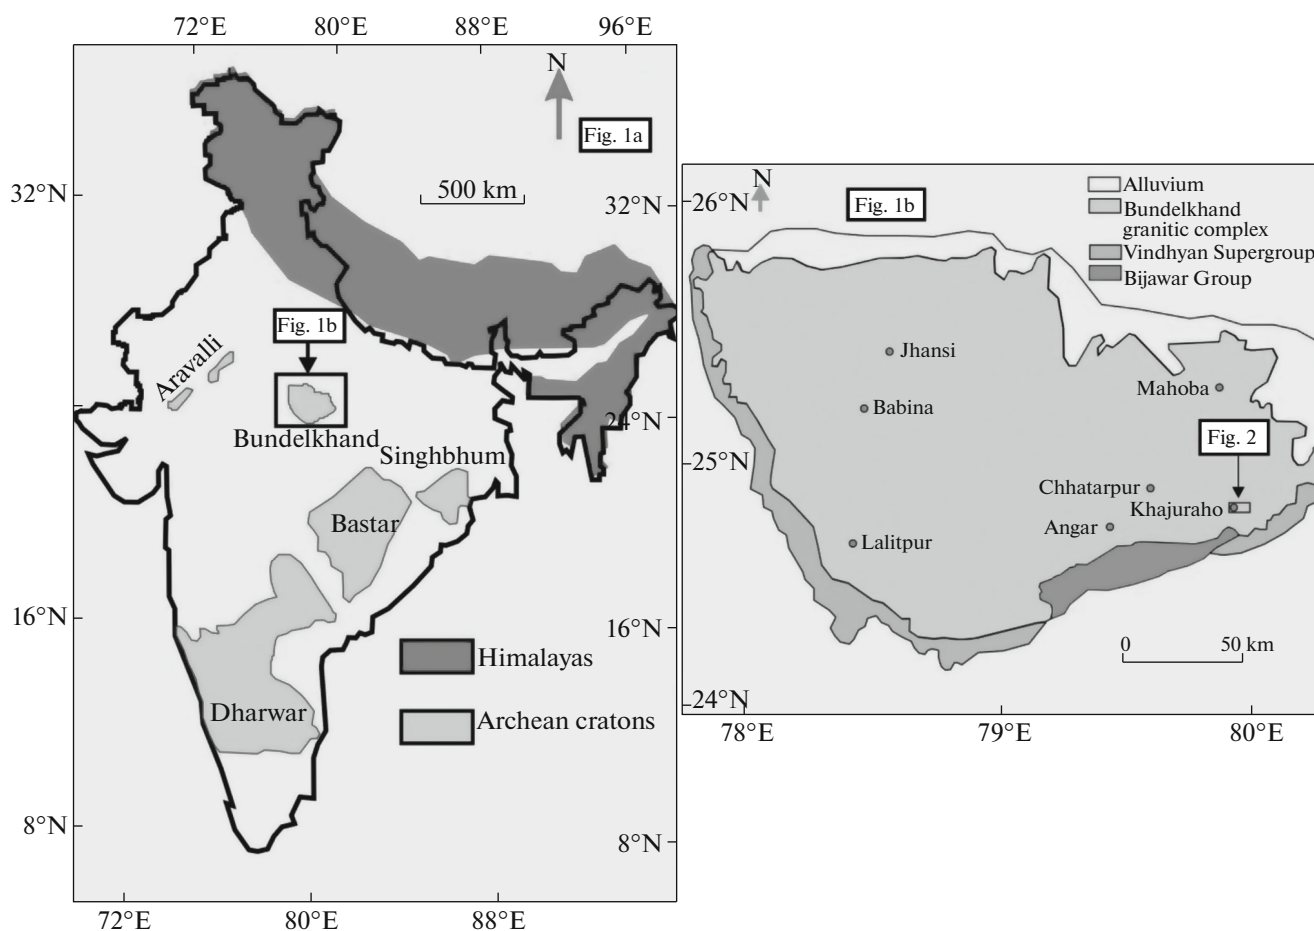 72°E 80°E 88°E 96°E
N
Fig. 1a
32°N
500 km
32°N
Fig. 1b
Aravalli
24°N
Bundelkhand
Singhbhum
Bastar
16°N
16°N
Himalayas
Dharwar
Archean cratons
8°N
8°N
72°E 80°E 88°E
N
26°N
Fig. 1b
Alluvium
Bundelkhand
granitic complex
Vindhyan Supergroup
Bijawar Group
Jhansi
Mahoba
Babina
Fig. 2
25°N
Chhatarpur
Khajuraho
Angar
Lalitpur
0 50 km
24°N
78°E 79°E 80°E